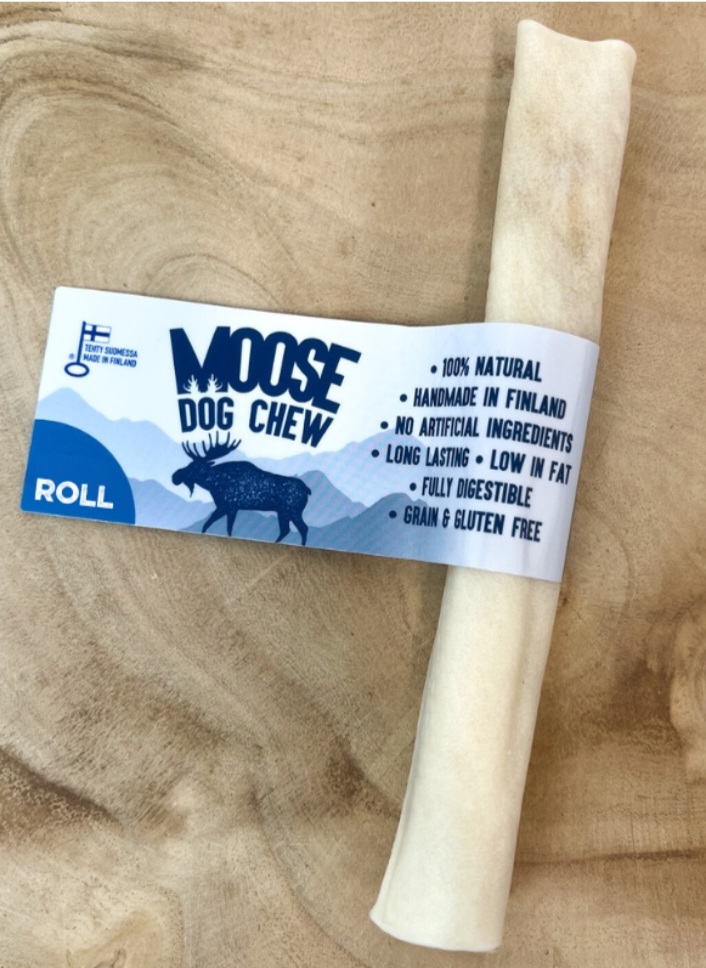 TEHTY SUOMESSA
MADE IN FINLAND
MOOSE
DOG CHEW
ROLL
• 100% NATURAL
• HANDMADE IN FINLAND
• NO ARTIFICIAL INGREDIENTS
• LONG LASTING • LOW IN FAT
• FULLY DIGESTIBLE
• GRAIN & GLUTEN FREE